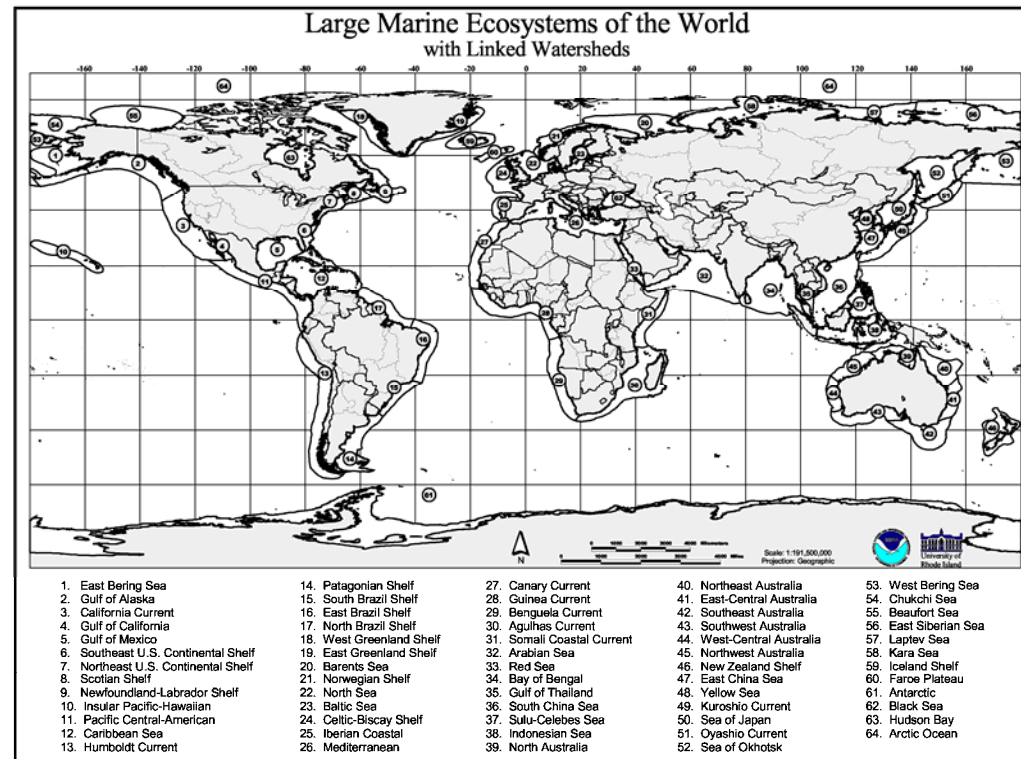 Large Marine Ecosystems of the World
with Linked Watersheds
-160 -140 -120 -100 -80 -60 -40 -20 0 20 40 60 80 100 120 140 160
N
Scale: 1:191,500,000
Projection: Geographic
University of
Rhode Island
1. East Bering Sea
2. Gulf of Alaska
3. California Current
4. Gulf of California
5. Gulf of Mexico
6. Southeast U.S. Continental Shelf
7. Northeast U.S. Continental Shelf
8. Scotian Shelf
9. Newfoundland-Labrador Shelf
10. Insular Pacific-Hawaiian
11. Pacific Central-American
12. Caribbean Sea
13. Humboldt Current
14. Patagonian Shelf
15. South Brazil Shelf
16. East Brazil Shelf
17. North Brazil Shelf
18. West Greenland Shelf
19. East Greenland Shelf
20. Barents Sea
21. Norwegian Shelf
22. North Sea
23. Baltic Sea
24. Celtic-Biscay Shelf
25. Iberian Coastal
26. Mediterranean
27. Canary Current
28. Guinea Current
29. Benguela Current
30. Agulhas Current
31. Somali Coastal Current
32. Arabian Sea
33. Red Sea
34. Bay of Bengal
35. Gulf of Thailand
36. South China Sea
37. Sulu-Celebes Sea
38. Indonesian Sea
39. North Australia
40. Northeast Australia
41. East-Central Australia
42. Southeast Australia
43. Southwest Australia
44. West-Central Australia
45. Northwest Australia
46. New Zealand Shelf
47. East China Sea
48. Yellow Sea
49. Kuroshio Current
50. Sea of Japan
51. Oyashio Current
52. Sea of Okhotsk
53. West Bering Sea
54. Chukchi Sea
55. Beaufort Sea
56. East Siberian Sea
57. Laptev Sea
58. Kara Sea
59. Iceland Shelf
60. Faroe Plateau
61. Antarctic
62. Black Sea
63. Hudson Bay
64. Arctic Ocean